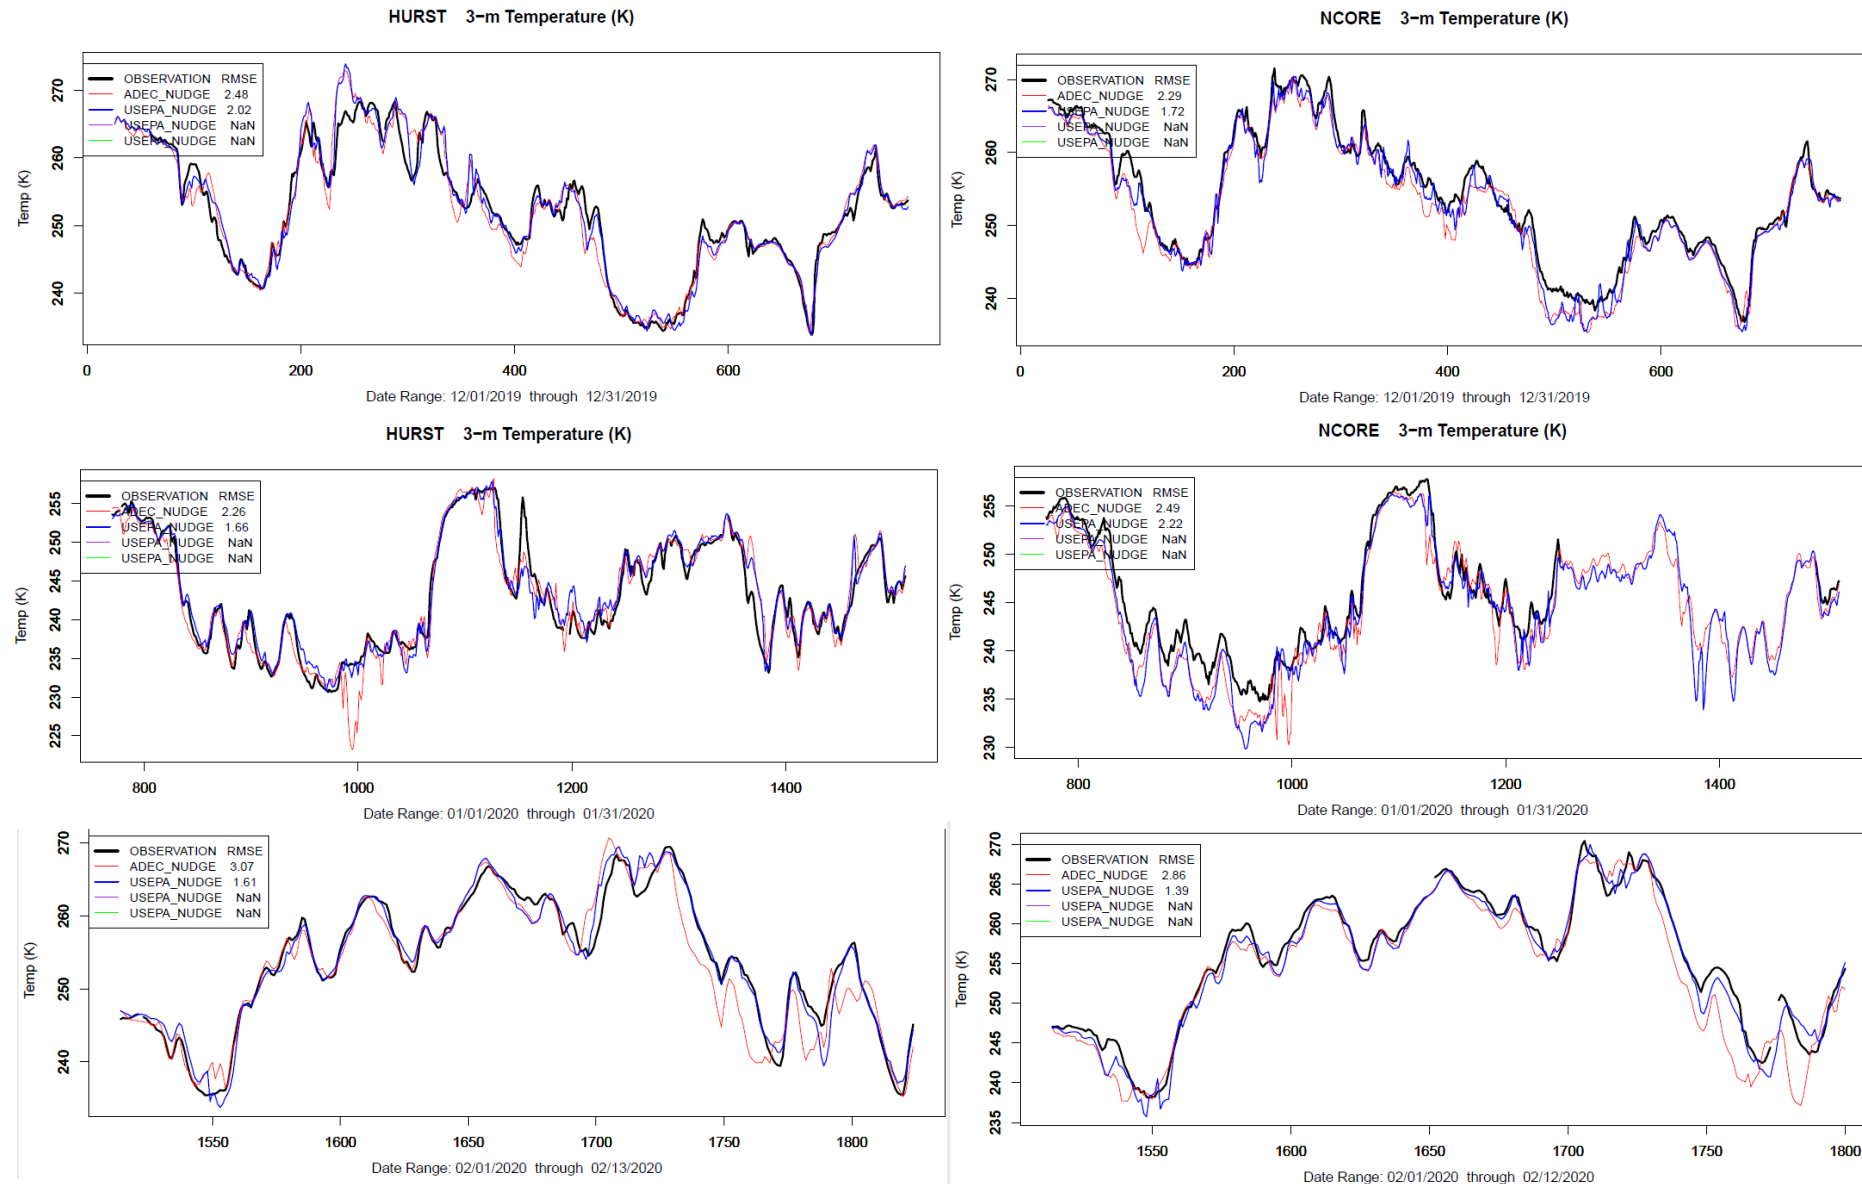 HURST 3-m Temperature (K)
OBSERVATION RMSE
ADEC_NUDGE 2.48
USEPA_NUDGE 2.02
USEPA_NUDGE NaN
USEPA_NUDGE NaN
Temp (K)
270
260
250
240
0 200 400 600
Date Range: 12/01/2019 through 12/31/2019
NCORE 3-m Temperature (K)
OBSERVATION RMSE
ADEC_NUDGE 2.29
USEPA_NUDGE 1.72
USEPA_NUDGE NaN
USEPA_NUDGE NaN
Temp (K)
270
260
250
240
0 200 400 600
Date Range: 12/01/2019 through 12/31/2019
HURST 3-m Temperature (K)
OBSERVATION RMSE
ADEC_NUDGE 2.26
USEPA_NUDGE 1.66
USEPA_NUDGE NaN
USEPA_NUDGE NaN
Temp (K)
255
250
245
240
235
230
225
800 1000 1200 1400
Date Range: 01/01/2020 through 01/31/2020
NCORE 3-m Temperature (K)
OBSERVATION RMSE
ADEC_NUDGE 2.49
USEPA_NUDGE 2.22
USEPA_NUDGE NaN
USEPA_NUDGE NaN
Temp (K)
255
250
245
240
235
230
800 1000 1200 1400
Date Range: 01/01/2020 through 01/31/2020
OBSERVATION RMSE
ADEC_NUDGE 3.07
USEPA_NUDGE 1.61
USEPA_NUDGE NaN
USEPA_NUDGE NaN
Temp (K)
270
260
250
240
1550 1600 1650 1700 1750 1800
Date Range: 02/01/2020 through 02/13/2020
OBSERVATION RMSE
ADEC_NUDGE 2.86
USEPA_NUDGE 1.39
USEPA_NUDGE NaN
USEPA_NUDGE NaN
Temp (K)
270
265
260
255
250
245
240
235
1550 1600 1650 1700 1750 1800
Date Range: 02/01/2020 through 02/12/2020